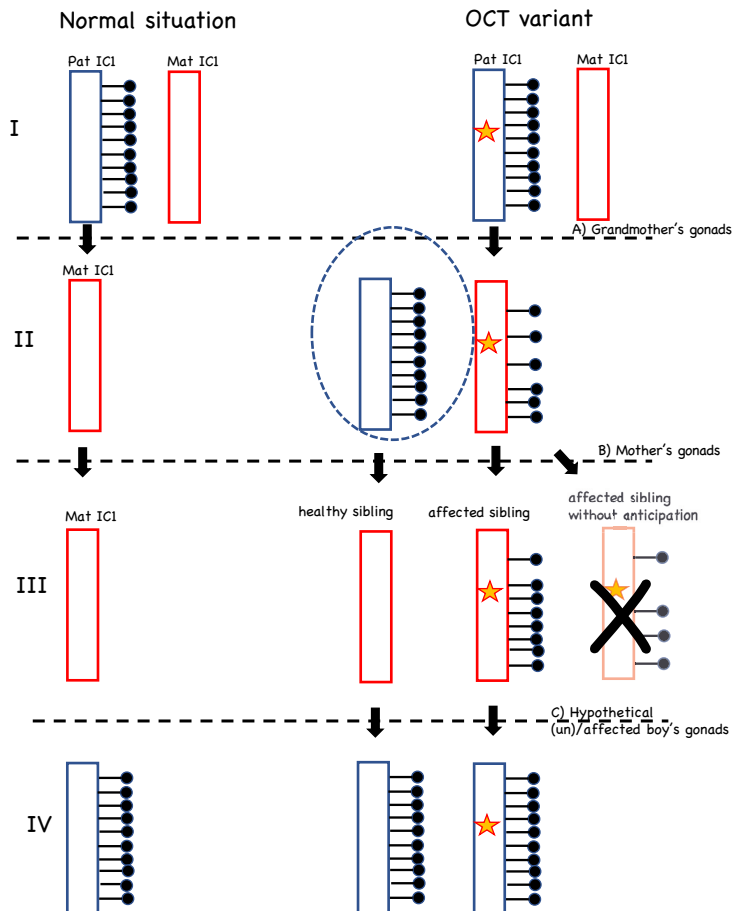 Normal situation
OCT variant
Pat IC1
Mat IC1
Pat IC1
Mat IC1
I
A) Grandmother's gonads
Mat IC1
II
B) Mother's gonads
Mat IC1
healthy sibling
affected sibling
affected sibling
without anticipation
III
C) Hypothetical
(un)/affected boy's gonads
IV